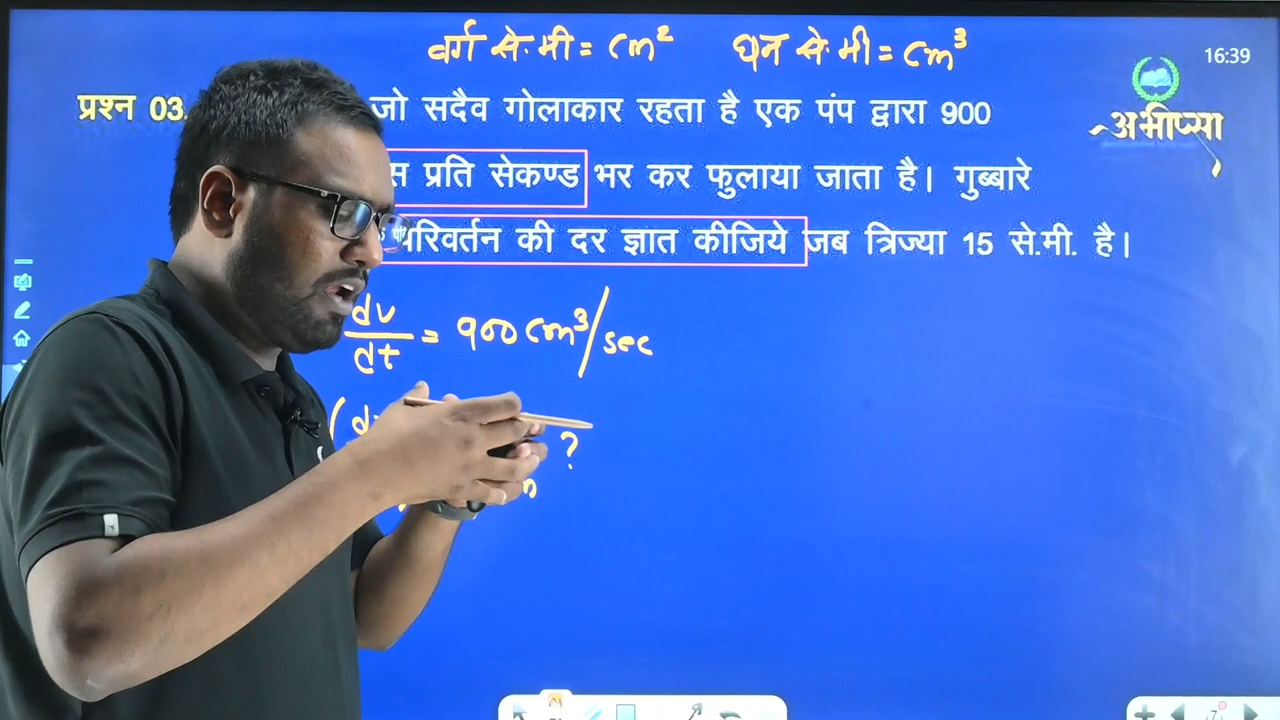 वर्ग से.मी = cm² घन से.मी = cm³
16:39
प्रश्न 03. जो सदैव गोलाकार रहता है एक पंप द्वारा 900
अभीप्सा
प्रति सेकण्ड भर कर फुलाया जाता है। गुब्बारे
परिवर्तन की दर ज्ञात कीजिये जब त्रिज्या 15 से.मी. है।
dv/dt = 900 cm³/sec
?